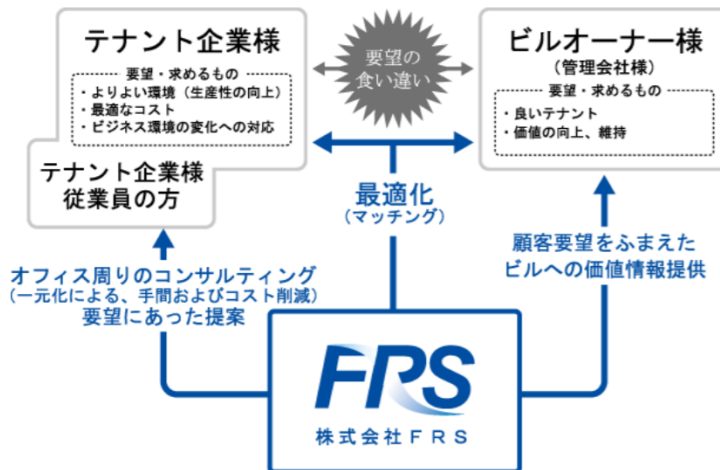 テナント企業様
要望・求めるもの
・よりよい環境（生産性の向上）
・最適なコスト
・ビジネス環境の変化への対応
テナント企業様
従業員の方
要望の
食い違い
ビルオーナー様
（管理会社様）
要望・求めるもの
・良いテナント
・価値の向上、維持
最適化
（マッチング）
オフィス周りのコンサルティング
（一元化による、手間およびコスト削減）
要望にあった提案
顧客要望をふまえた
ビルへの価値情報提供
FRS
株式会社ＦＲＳ